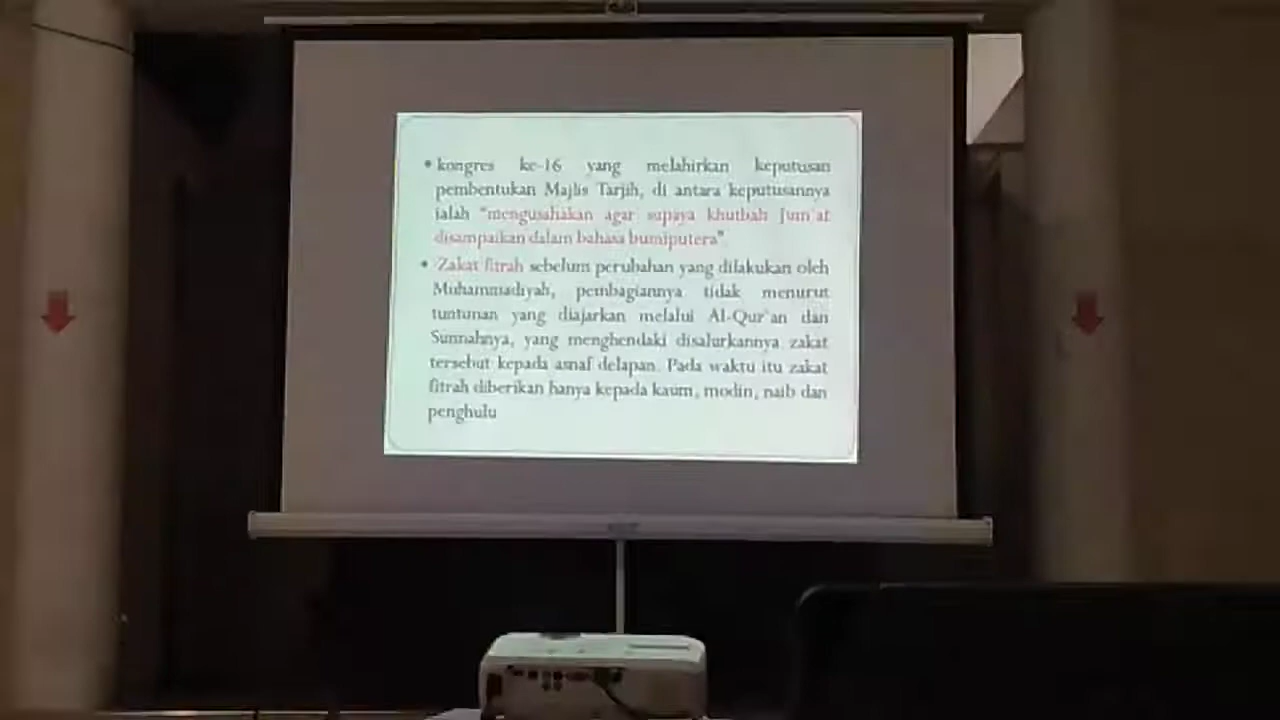 • kongres ke-16 yang melahirkan keputusan
pembentukan Majlis Tarjih, di antara keputusannya
ialah "mengusahakan agar supaya khutbah Jum'at
disampaikan dalam bahasa bumiputera".
• Zakat fitrah sebelum perubahan yang dilakukan oleh
Muhammadiyah, pembagiannya tidak menurut
tuntunan yang diajarkan melalui Al-Qur'an dan
Sunnahnya, yang menghendaki disalurkannya zakat
tersebut kepada asnaf delapan. Pada waktu itu zakat
fitrah diberikan hanya kepada kaum, modin, naib dan
penghulu